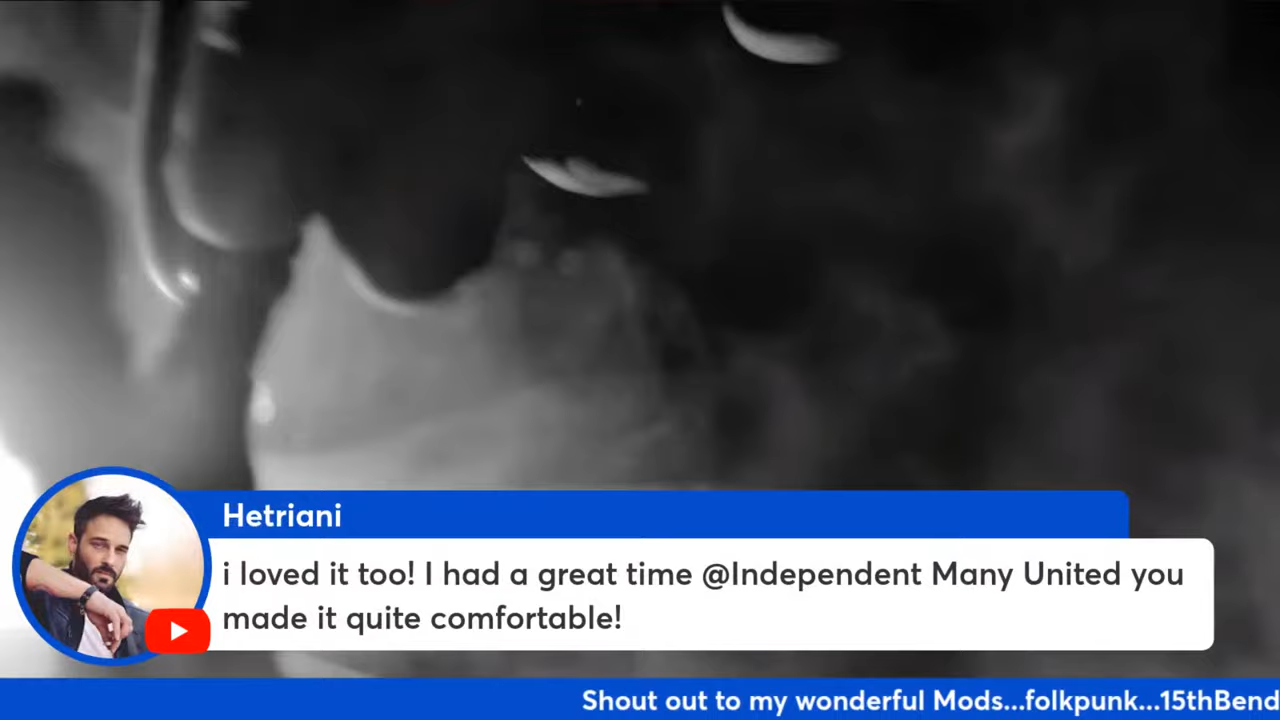 Hetriani
i loved it too! I had a great time @Independent Many United you
made it quite comfortable!
Shout out to my wonderful Mods...folkpunk...15thBend